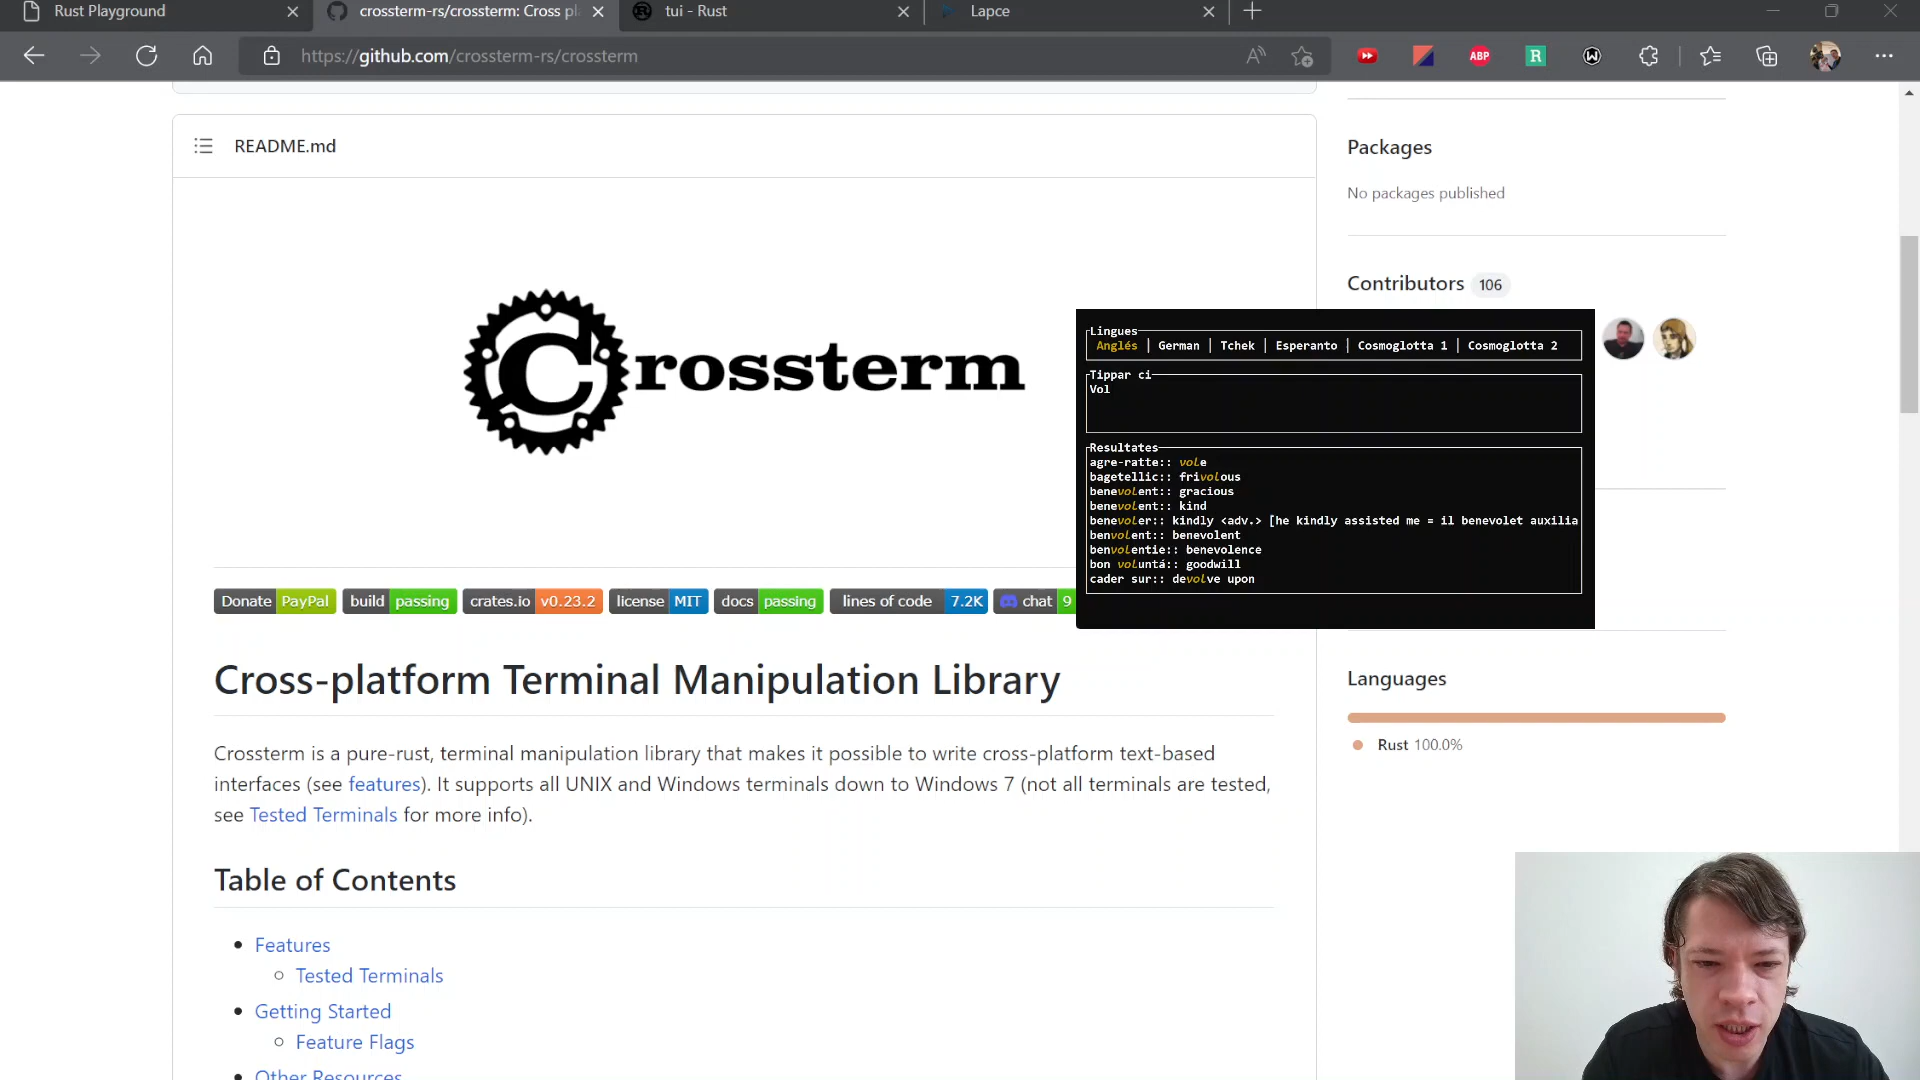 Rust Playground
crossterm-rs/crossterm: Cross pl
tui - Rust
Lapce
https://github.com/crossterm-rs/crossterm
ABP
R
W
README.md
Crossterm
Donate PayPal build passing crates.io v0.23.2 license MIT docs passing lines of code 7.2K chat 9
Cross-platform Terminal Manipulation Library
Crossterm is a pure-rust, terminal manipulation library that makes it possible to write cross-platform text-based
interfaces (see features). It supports all UNIX and Windows terminals down to Windows 7 (not all terminals are tested,
see Tested Terminals for more info).
Table of Contents
Features
Tested Terminals
Getting Started
Feature Flags
Other Resources
Packages
No packages published
Contributors 106
Lingues
Anglés | German | Tchek | Esperanto | Cosmoglotta 1 | Cosmoglotta 2
Tippar ci
Vol
Resultates
agre-ratte:: vole
bagetellic:: frivolous
benevolent:: gracious
benevolent:: kind
benevoler:: kindly <adv.> [he kindly assisted me = il benevolet auxilia
benvolent:: benevolent
benvolentie:: benevolence
bon voluntá:: goodwill
cader sur:: devolve upon
Languages
Rust 100.0%